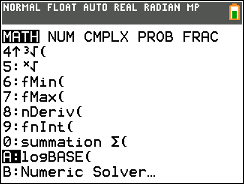 NORMAL FLOAT AUTO REAL RADIAN MP
MATH NUM CMPLX PROB FRAC
4↑³√(
5:ˣ√
6:fMin(
7:fMax(
8:nDeriv(
9:fnInt(
0:summation Σ(
A:logBASE(
B:Numeric Solver…